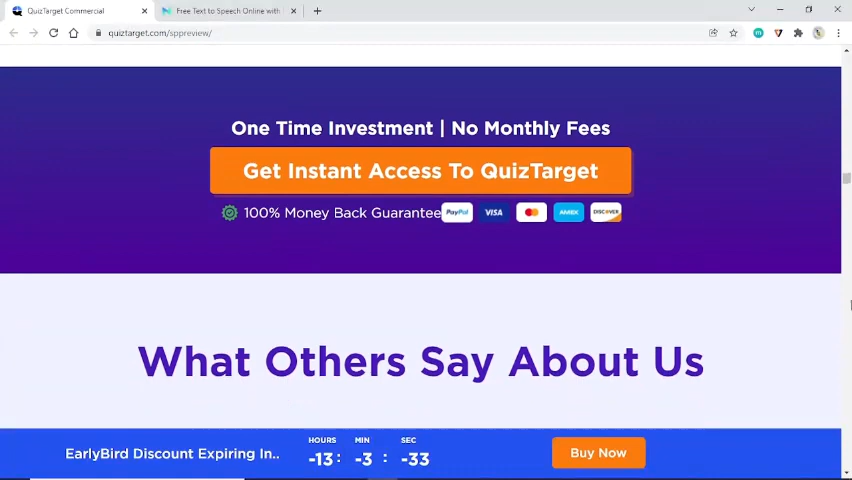 QuizTarget Commercial
Free Text to Speech Online with
quiztarget.com/sppreview/
One Time Investment | No Monthly Fees
Get Instant Access To QuizTarget
100% Money Back Guarantee PayPal VISA AMEX DISCOVER
What Others Say About Us
EarlyBird Discount Expiring In..
HOURS MIN SEC
-13 : -3 : -33
Buy Now